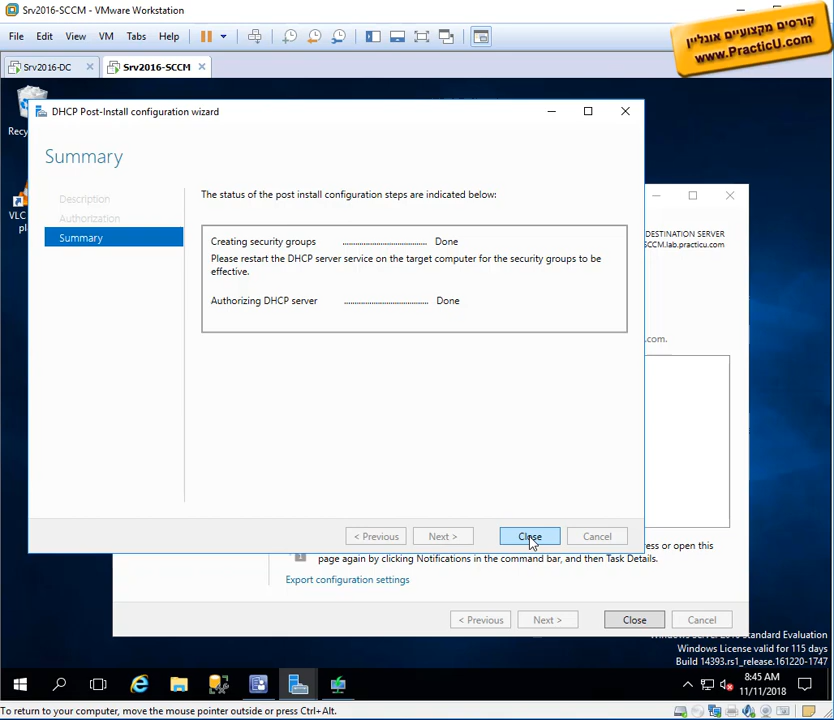 Srv2016-SCCM - VMware Workstation
קורסים מקצועיים אונליין
www.PracticU.com
File Edit View VM Tabs Help
Srv2016-DC
Srv2016-SCCM
DHCP Post-Install configuration wizard
Summary
Description
Authorization
Summary
The status of the post install configuration steps are indicated below:
Creating security groups ........................................ Done
Please restart the DHCP server service on the target computer for the security groups to be
effective.
Authorizing DHCP server ........................................ Done
< Previous
Next >
Close
Cancel
DESTINATION SERVER
SCCM.lab.practicu.com
com.
ess or open this
page again by clicking Notifications in the command bar, and then Task Details.
Export configuration settings
< Previous
Next >
Close
Cancel
Recy
VLC
pl
Standard Evaluation
Windows License valid for 115 days
Build 14393.rs1_release.161220-1747
8:45 AM
11/11/2018
To return to your computer, move the mouse pointer outside or press Ctrl+Alt.